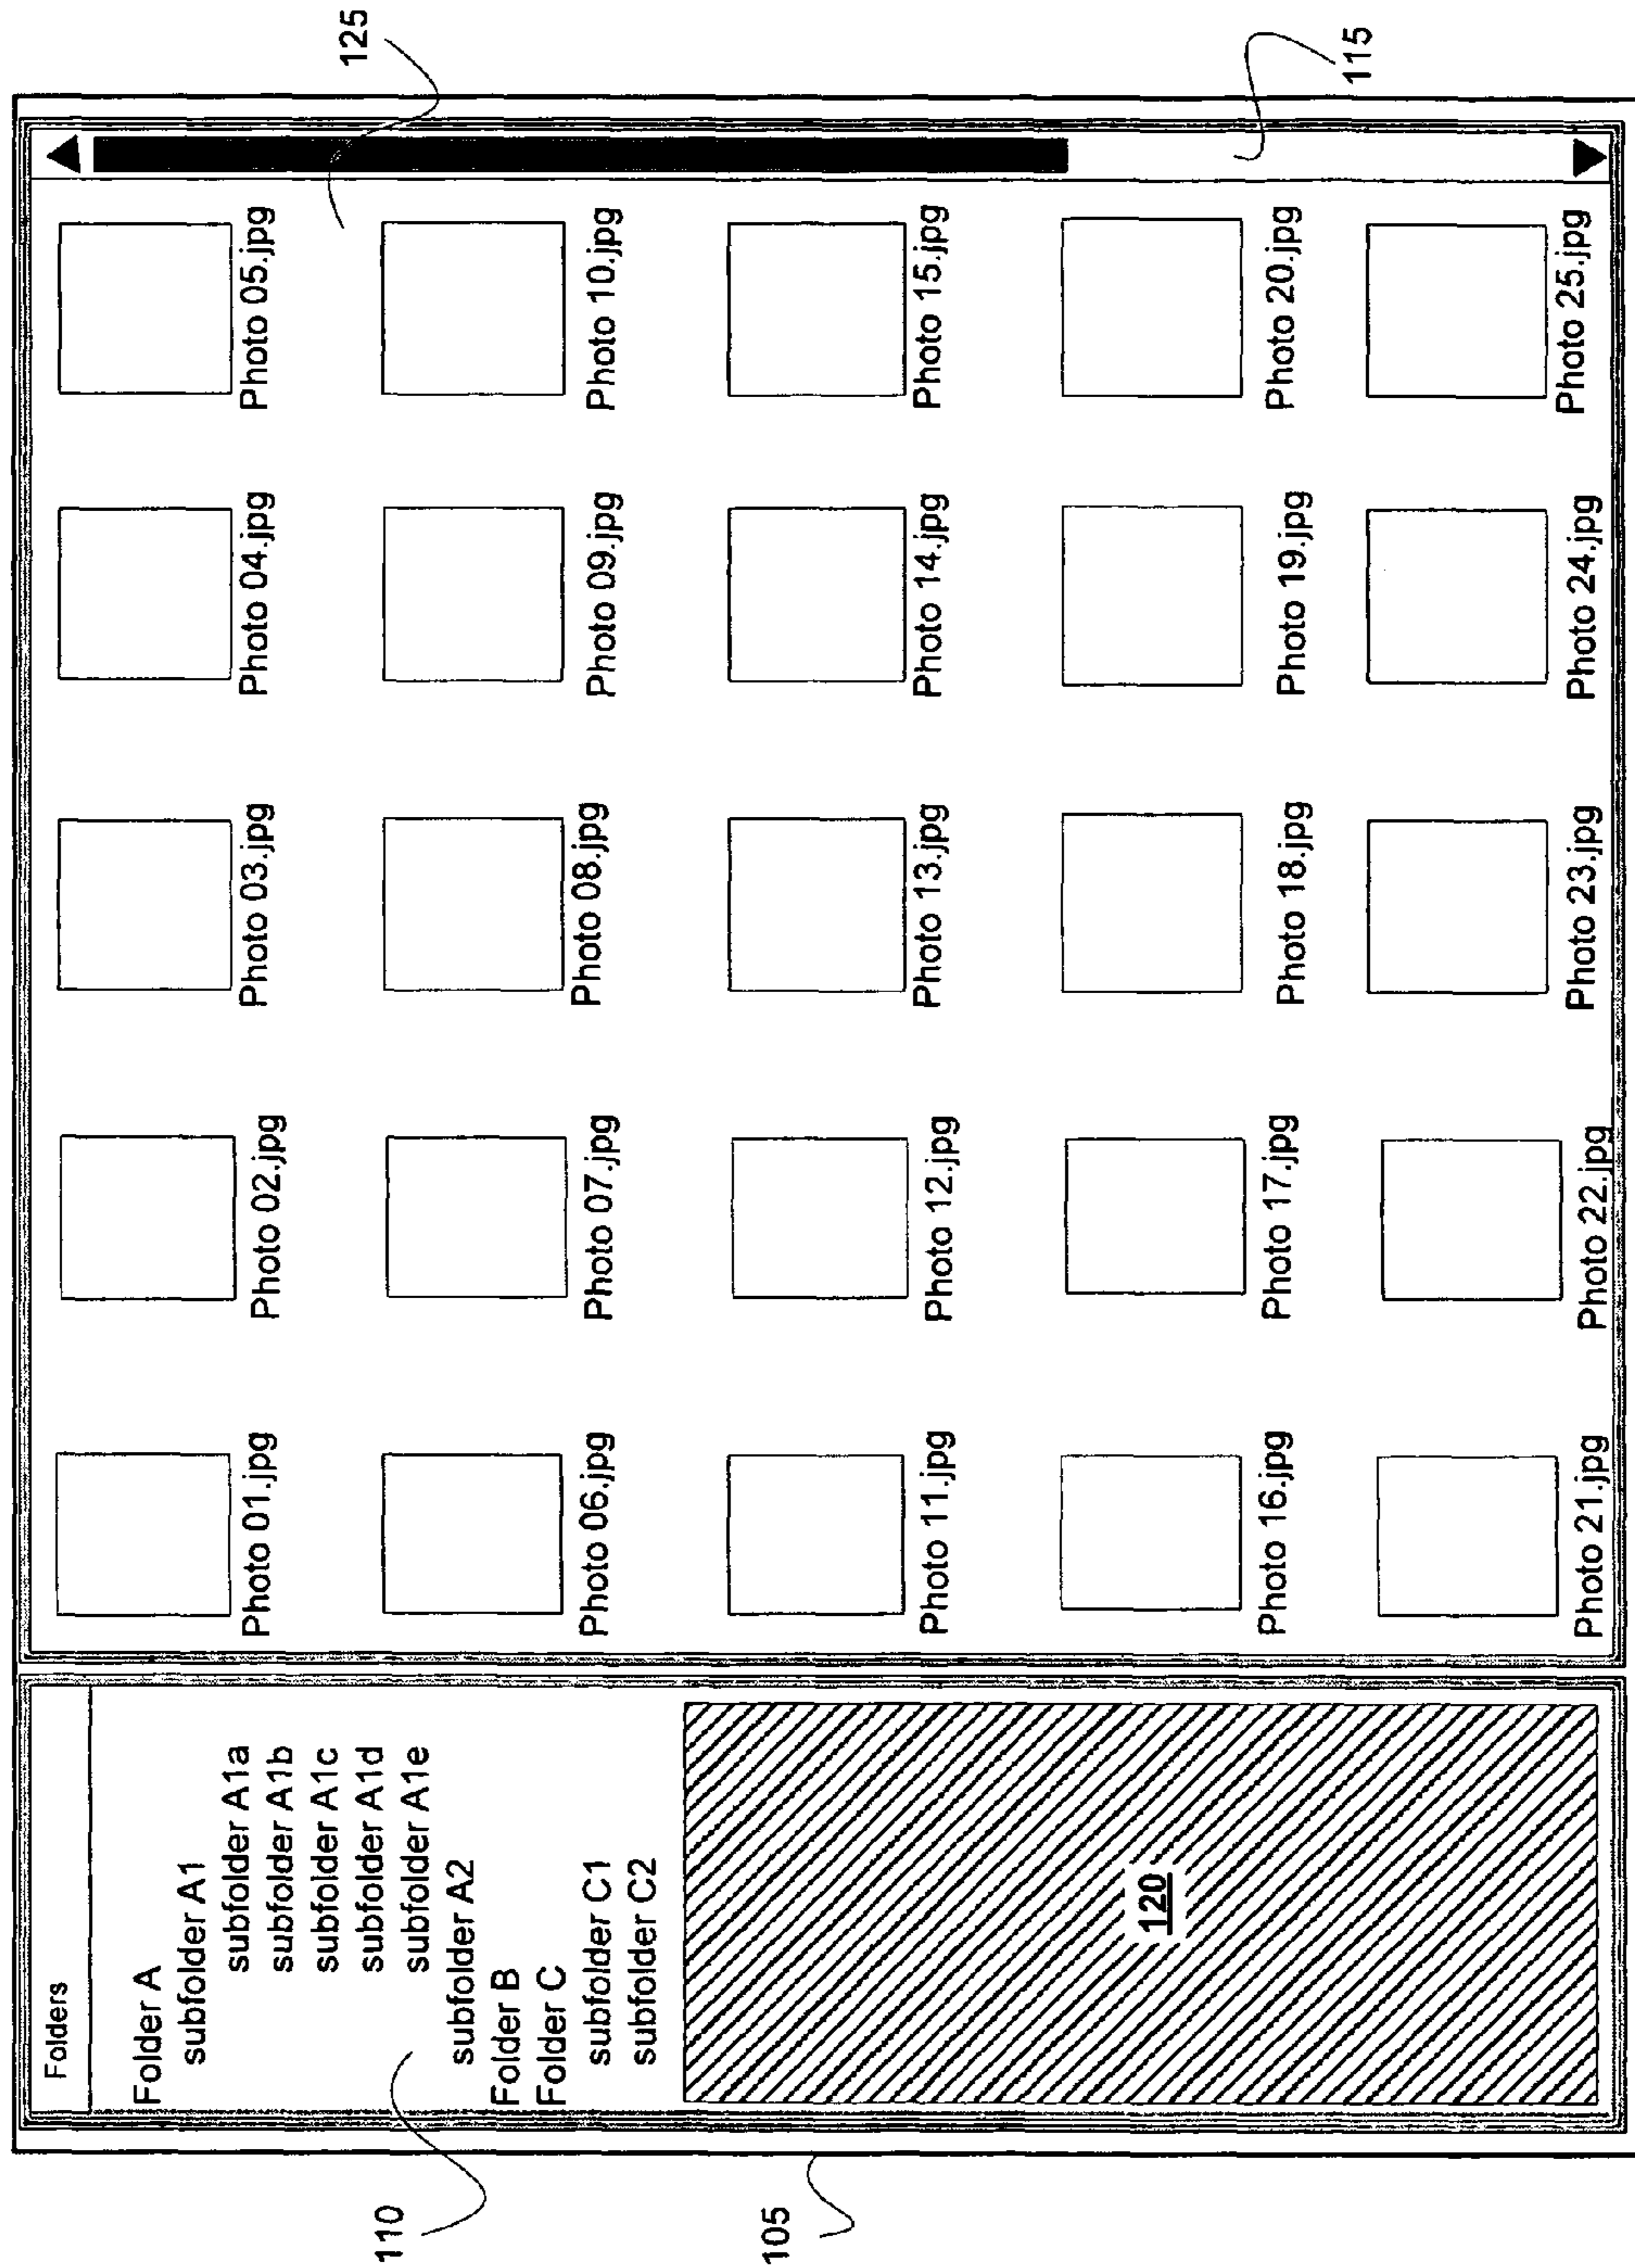 125
115
110
105
Folders
Folder A
subfolder A1
subfolder A1a
subfolder A1b
subfolder A1c
subfolder A1d
subfolder A1e
subfolder A2
Folder B
Folder C
subfolder C1
subfolder C2
120
Photo 01.jpg Photo 02.jpg Photo 03.jpg Photo 04.jpg Photo 05.jpg
Photo 06.jpg Photo 07.jpg Photo 08.jpg Photo 09.jpg Photo 10.jpg
Photo 11.jpg Photo 12.jpg Photo 13.jpg Photo 14.jpg Photo 15.jpg
Photo 16.jpg Photo 17.jpg Photo 18.jpg Photo 19.jpg Photo 20.jpg
Photo 21.jpg Photo 22.jpg Photo 23.jpg Photo 24.jpg Photo 25.jpg